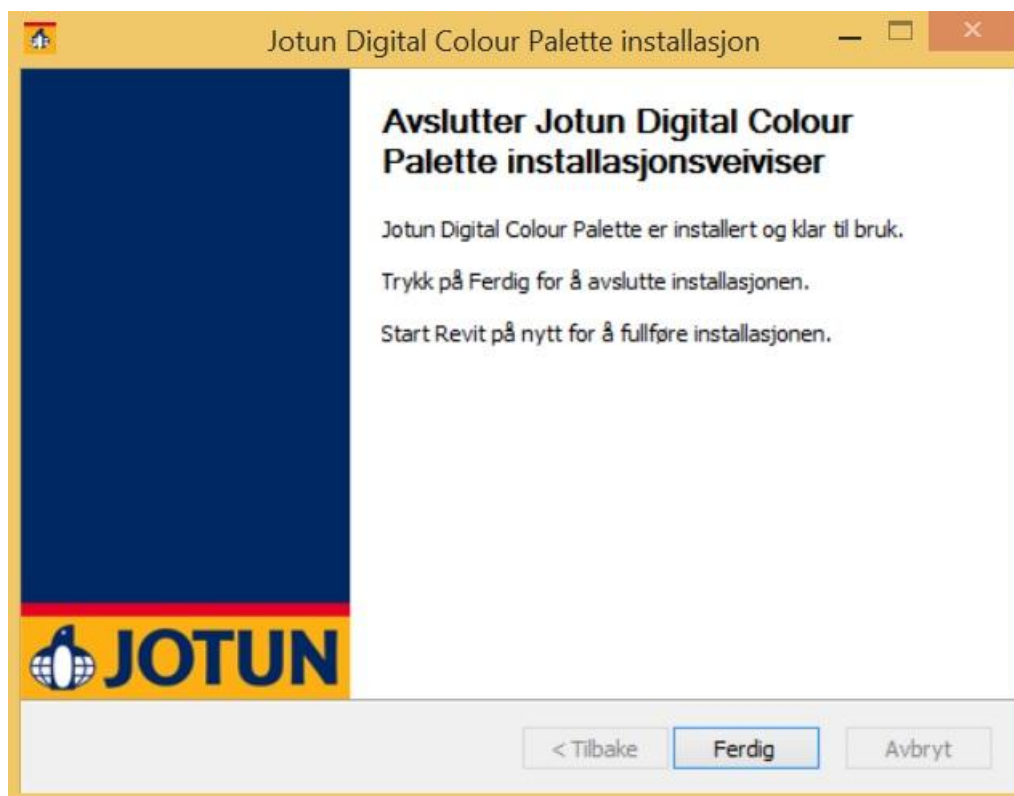 Jotun Digital Colour Palette installasjon
Avslutter Jotun Digital Colour
Palette installasjonsveiviser
Jotun Digital Colour Palette er installert og klar til bruk.
Trykk på Ferdig for å avslutte installasjonen.
Start Revit på nytt for å fullføre installasjonen.
JOTUN
< Tilbake Ferdig Avbryt